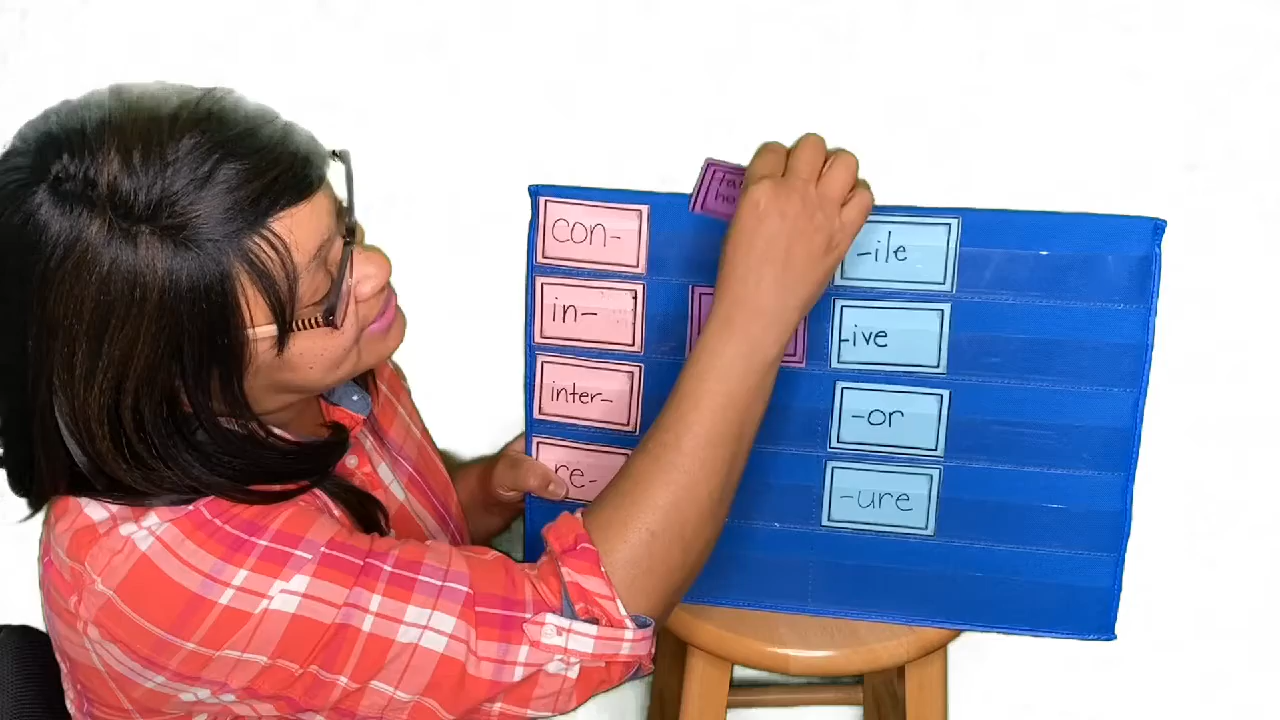 con-
-ile
in-
-ive
inter-
-or
re-
-ure